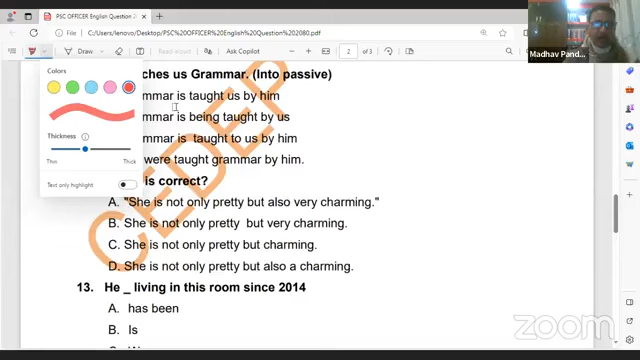 PSC OFFICER English Question
C:/Users/lenovo/Desktop/PSC%20OFFICER%20English%20Question%202080.pdf
Draw
Read aloud
Ask Copilot
2
of 3
Madhav Pand...
Colors
Thickness
Thin
Thick
Text only highlight
ches us Grammar. (Into passive)
mmar is taught us by him
mmar is being taught by us
mmar is taught to us by him
were taught grammar by him.
is correct?
A. "She is not only pretty but also very charming."
B. She is not only pretty but very charming.
C. She is not only pretty but charming.
D. She is not only pretty but also a charming.
13. He _ living in this room since 2014
A. has been
B. Is
CEDEP
zoom